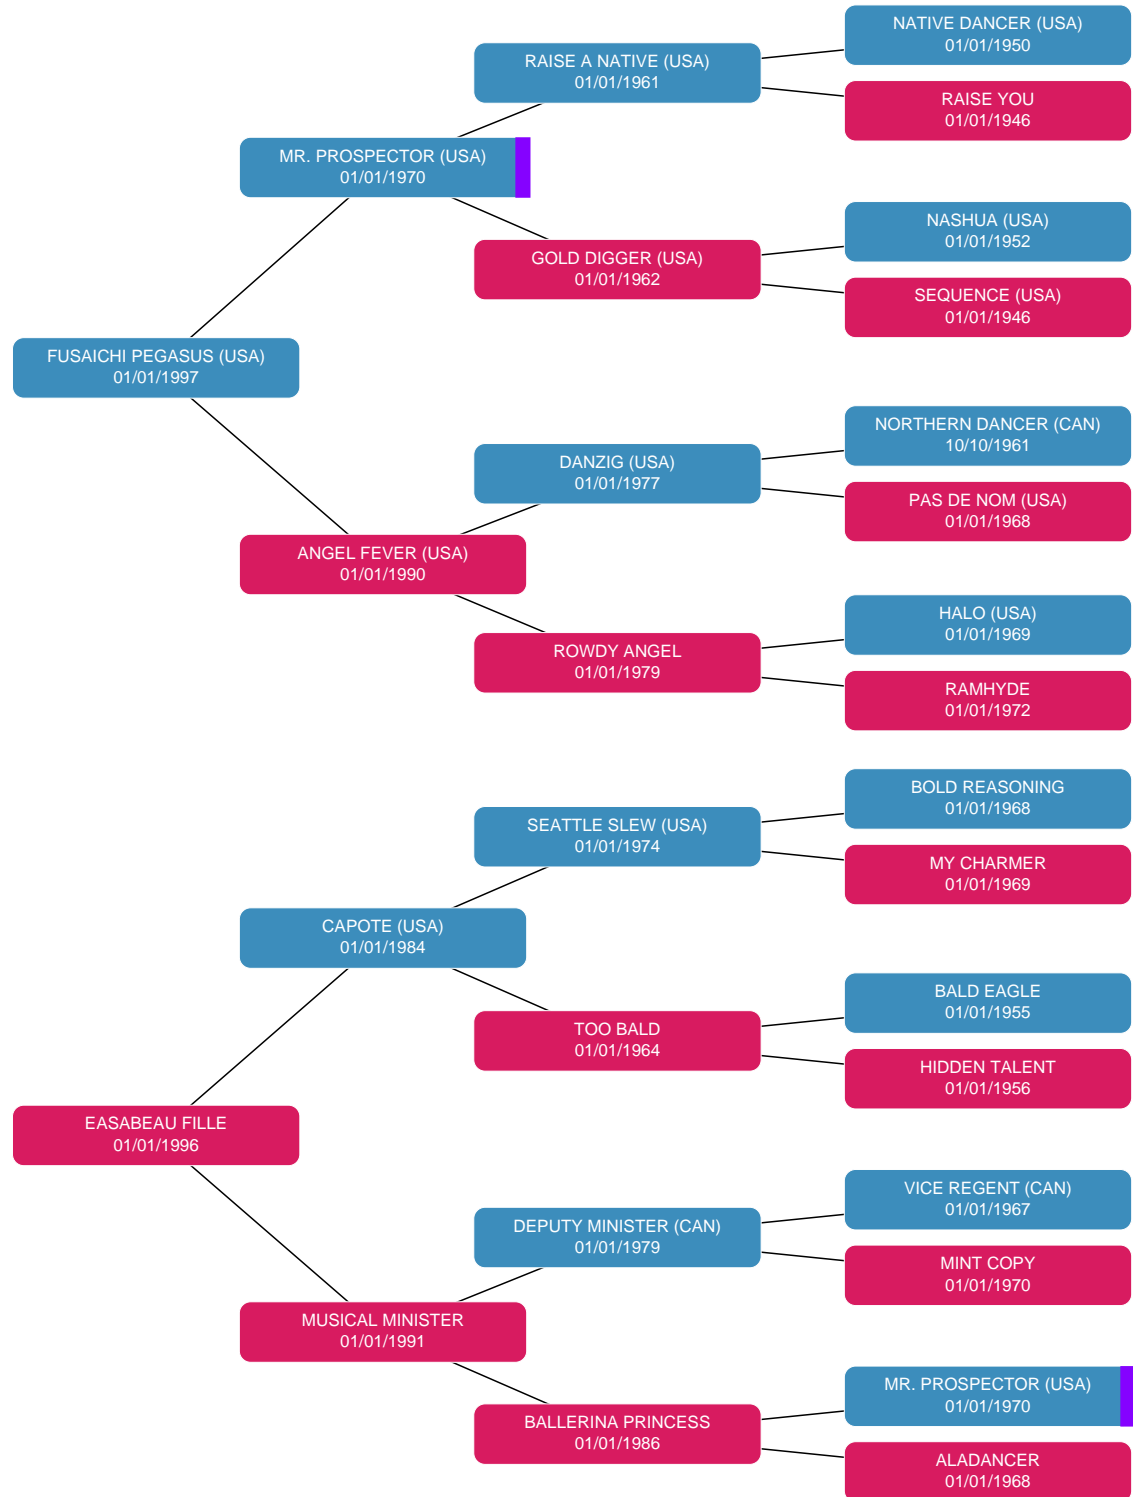 NATIVE DANCER (USA)
01/01/1950
RAISE A NATIVE (USA)
01/01/1961
RAISE YOU
01/01/1946
MR. PROSPECTOR (USA)
01/01/1970
NASHUA (USA)
01/01/1952
GOLD DIGGER (USA)
01/01/1962
SEQUENCE (USA)
01/01/1946
FUSAICHI PEGASUS (USA)
01/01/1997
NORTHERN DANCER (CAN)
10/10/1961
DANZIG (USA)
01/01/1977
PAS DE NOM (USA)
01/01/1968
ANGEL FEVER (USA)
01/01/1990
HALO (USA)
01/01/1969
ROWDY ANGEL
01/01/1979
RAMHYDE
01/01/1972
BOLD REASONING
01/01/1968
SEATTLE SLEW (USA)
01/01/1974
MY CHARMER
01/01/1969
CAPOTE (USA)
01/01/1984
BALD EAGLE
01/01/1955
TOO BALD
01/01/1964
HIDDEN TALENT
01/01/1956
EASABEAU FILLE
01/01/1996
VICE REGENT (CAN)
01/01/1967
DEPUTY MINISTER (CAN)
01/01/1979
MINT COPY
01/01/1970
MUSICAL MINISTER
01/01/1991
MR. PROSPECTOR (USA)
01/01/1970
BALLERINA PRINCESS
01/01/1986
ALADANCER
01/01/1968